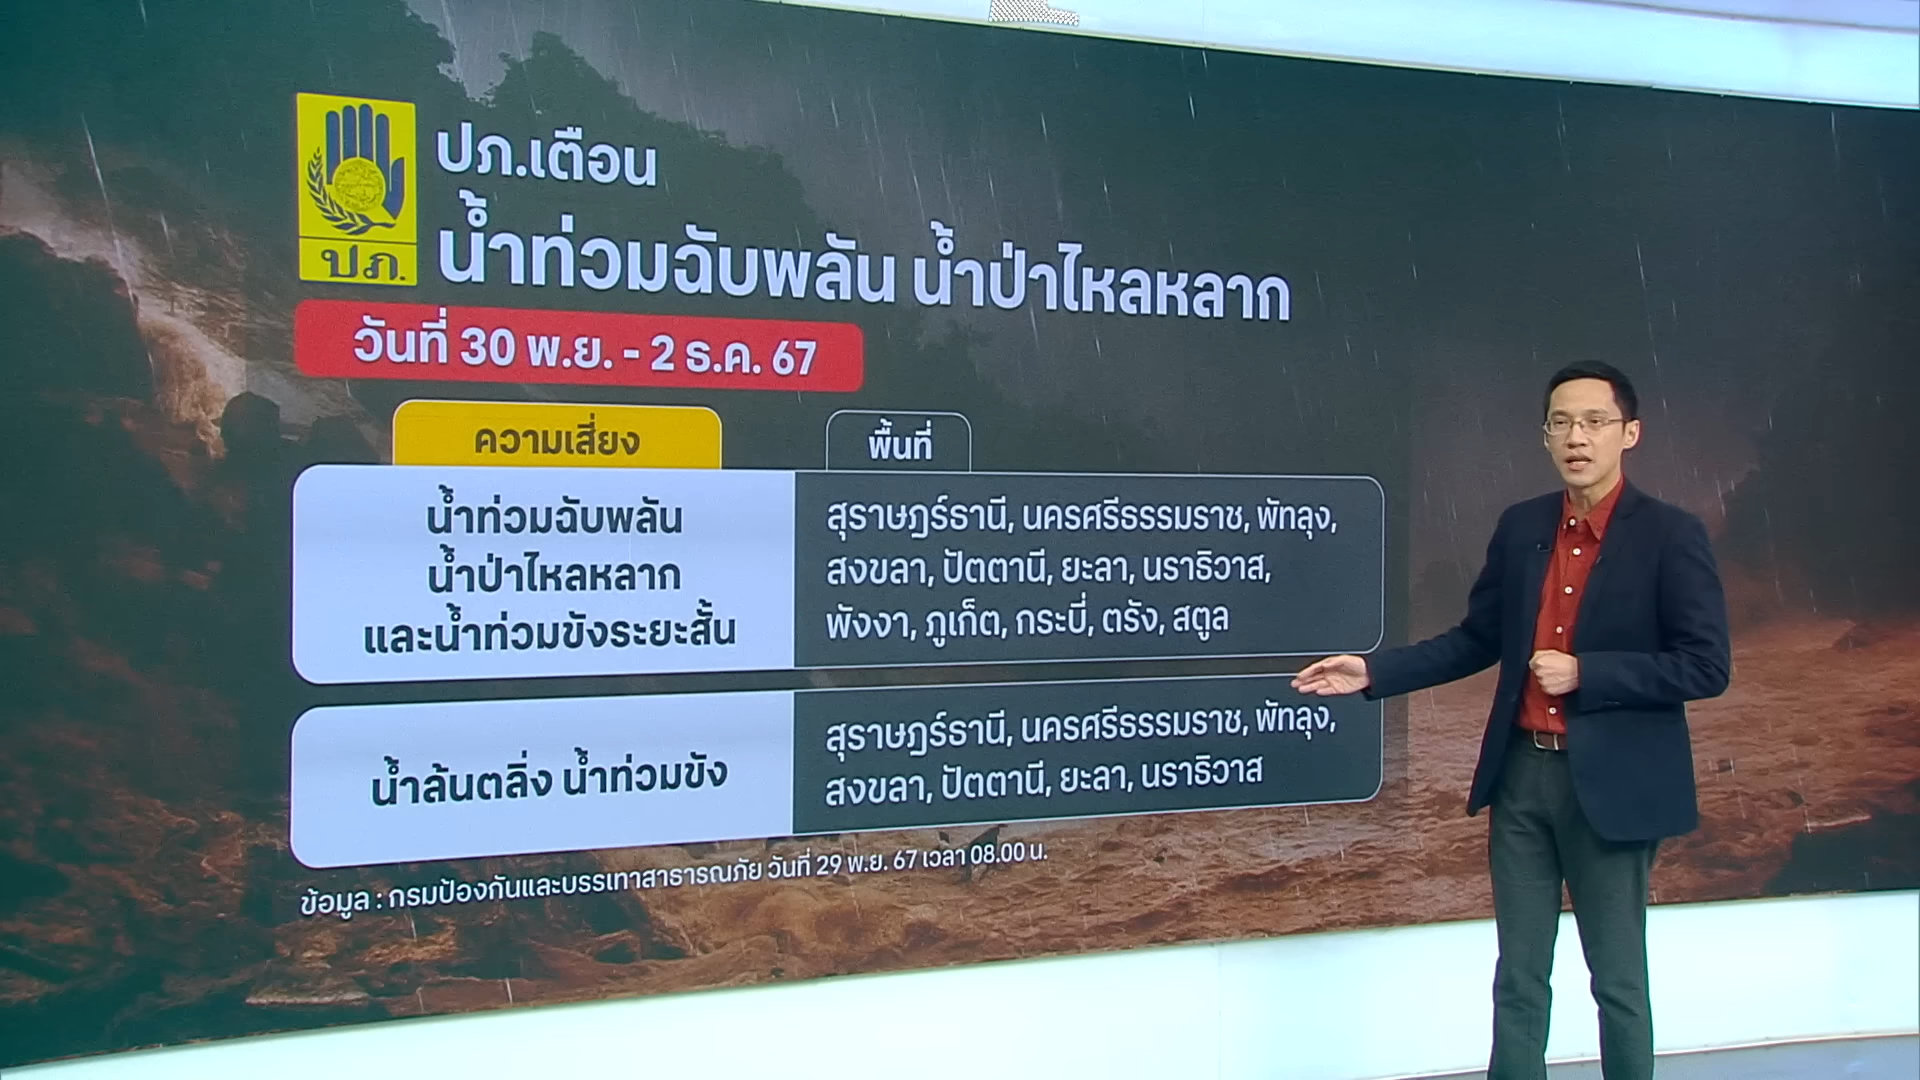 ปภ.
ปภ.เตือน
น้ำท่วมฉับพลัน น้ำป่าไหลหลาก
วันที่ 30 พ.ย. - 2 ธ.ค. 67
ความเสี่ยง
พื้นที่
น้ำท่วมฉับพลัน
น้ำป่าไหลหลาก
และน้ำท่วมขังระยะสั้น
สุราษฎร์ธานี, นครศรีธรรมราช, พัทลุง,
สงขลา, ปัตตานี, ยะลา, นราธิวาส,
พังงา, ภูเก็ต, กระบี่, ตรัง, สตูล
น้ำล้นตลิ่ง น้ำท่วมขัง
สุราษฎร์ธานี, นครศรีธรรมราช, พัทลุง,
สงขลา, ปัตตานี, ยะลา, นราธิวาส
ข้อมูล : กรมป้องกันและบรรเทาสาธารณภัย วันที่ 29 พ.ย. 67 เวลา 08.00 น.